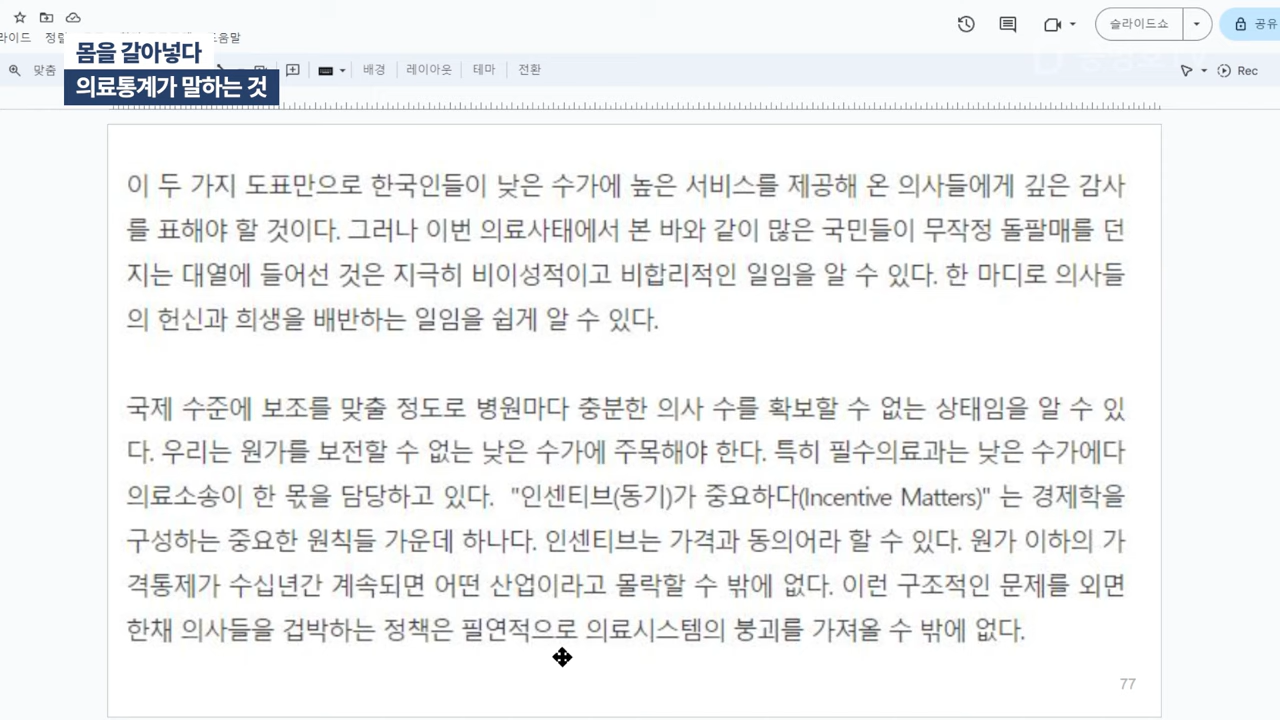 슬라이드쇼
공유
몸을 갈아넣다
의료통계가 말하는 것
맞춤
배경
레이아웃
테마
전환
Rec
이 두 가지 도표만으로 한국인들이 낮은 수가에 높은 서비스를 제공해 온 의사들에게 깊은 감사
를 표해야 할 것이다. 그러나 이번 의료사태에서 본 바와 같이 많은 국민들이 무작정 돌팔매를 던
지는 대열에 들어선 것은 지극히 비이성적이고 비합리적인 일임을 알 수 있다. 한 마디로 의사들
의 헌신과 희생을 배반하는 일임을 쉽게 알 수 있다.
국제 수준에 보조를 맞출 정도로 병원마다 충분한 의사 수를 확보할 수 없는 상태임을 알 수 있
다. 우리는 원가를 보전할 수 없는 낮은 수가에 주목해야 한다. 특히 필수의료과는 낮은 수가에다
의료소송이 한 몫을 담당하고 있다. "인센티브(동기)가 중요하다(Incentive Matters)" 는 경제학을
구성하는 중요한 원칙들 가운데 하나다. 인센티브는 가격과 동의어라 할 수 있다. 원가 이하의 가
격통제가 수십년간 계속되면 어떤 산업이라고 몰락할 수 밖에 없다. 이런 구조적인 문제를 외면
한채 의사들을 겁박하는 정책은 필연적으로 의료시스템의 붕괴를 가져올 수 밖에 없다.
77